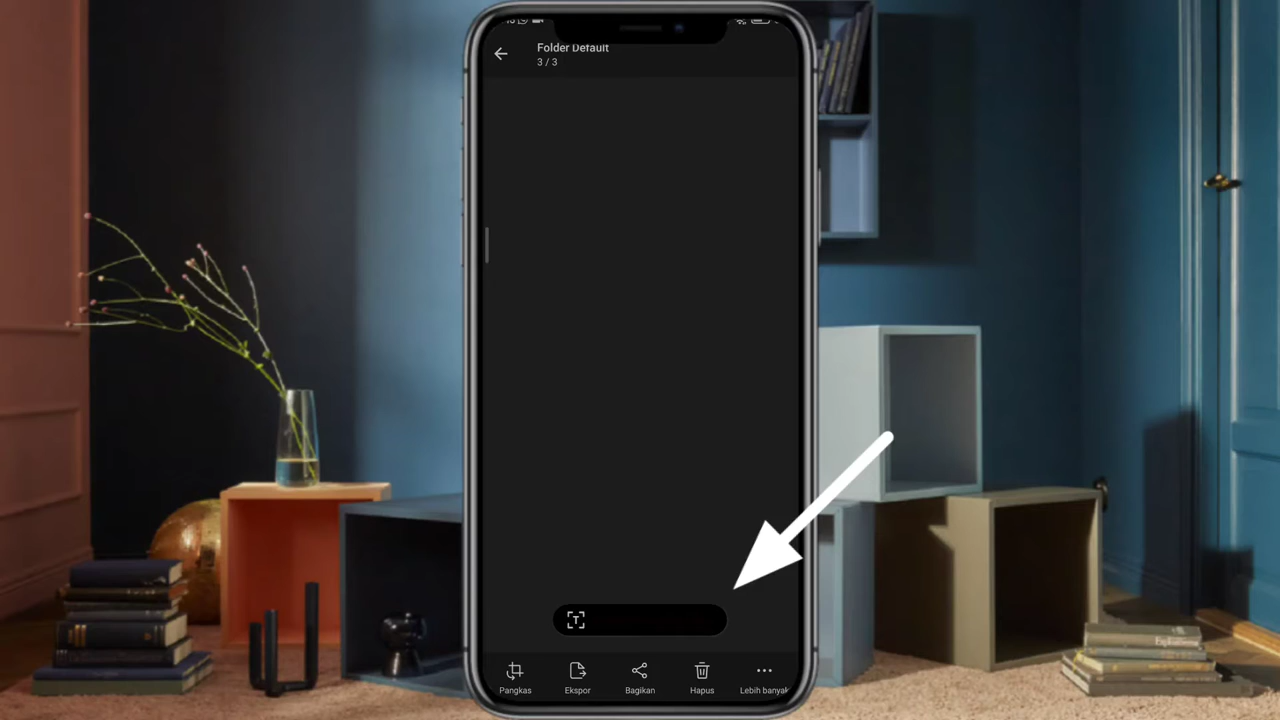 Folder Default
3 / 3
T
Pangkas
Ekspor
Bagikan
Hapus
Lebih banyak